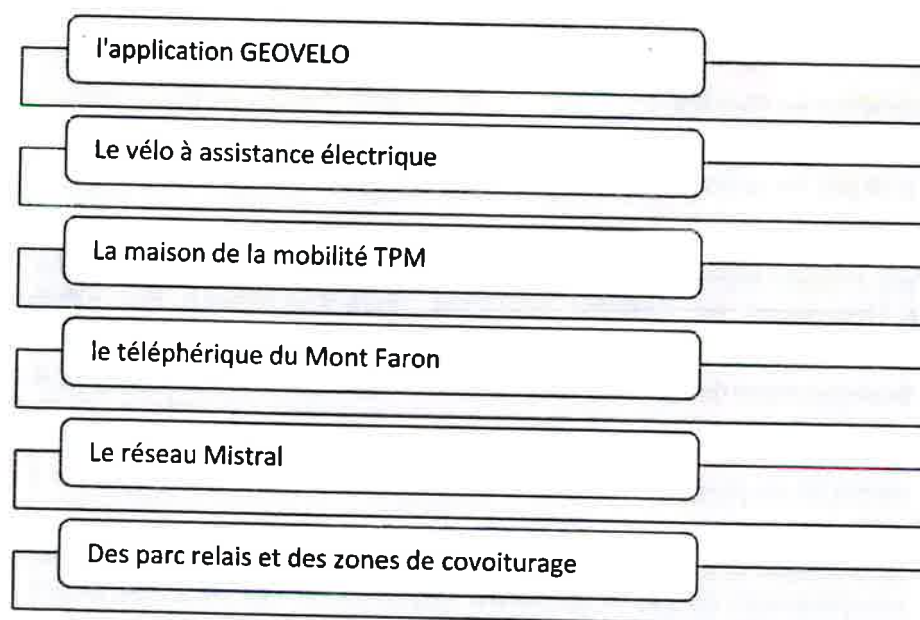 l'application GEOVELO
Le vélo à assistance électrique
La maison de la mobilité TPM
le téléphérique du Mont Faron
Le réseau Mistral
Des parc relais et des zones de covoiturage